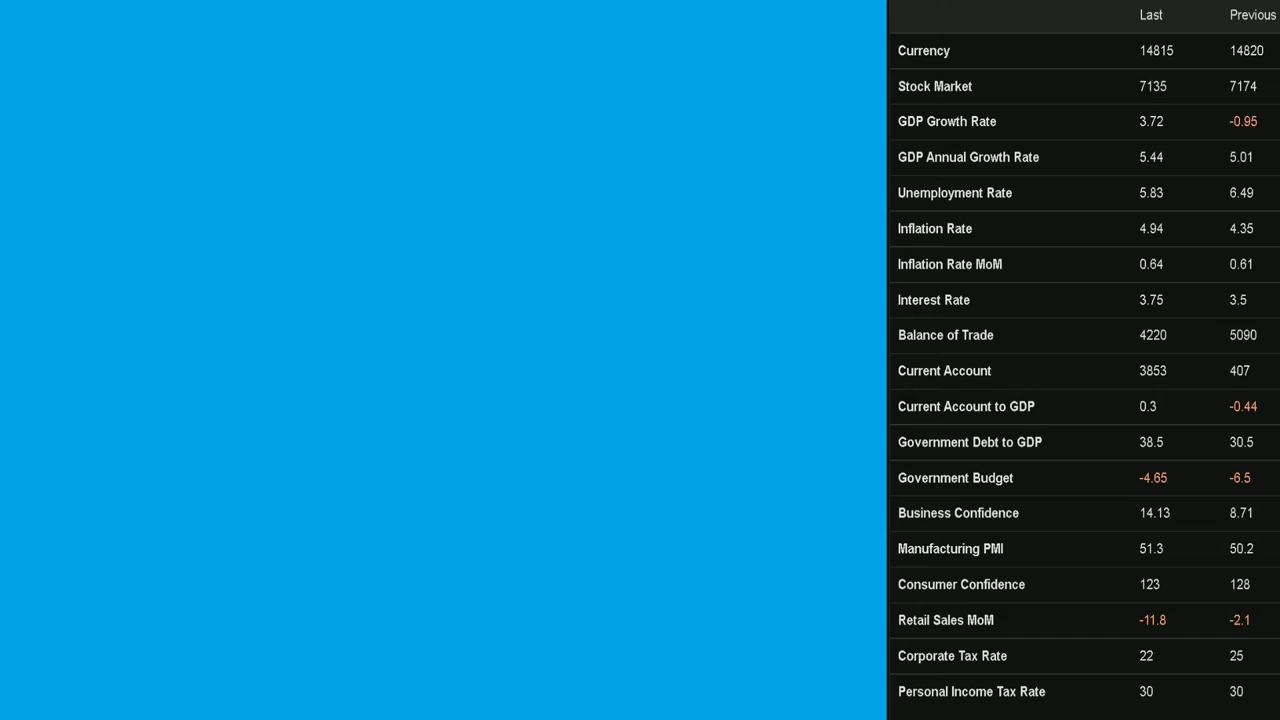 Last Previous
Currency 14815 14820
Stock Market 7135 7174
GDP Growth Rate 3.72 -0.95
GDP Annual Growth Rate 5.44 5.01
Unemployment Rate 5.83 6.49
Inflation Rate 4.94 4.35
Inflation Rate MoM 0.64 0.61
Interest Rate 3.75 3.5
Balance of Trade 4220 5090
Current Account 3853 407
Current Account to GDP 0.3 -0.44
Government Debt to GDP 38.5 30.5
Government Budget -4.65 -6.5
Business Confidence 14.13 8.71
Manufacturing PMI 51.3 50.2
Consumer Confidence 123 128
Retail Sales MoM -11.8 -2.1
Corporate Tax Rate 22 25
Personal Income Tax Rate 30 30